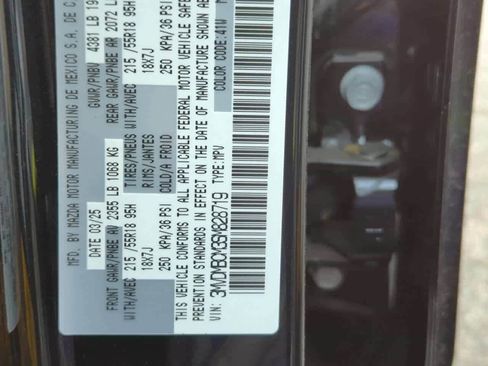 MFD. BY MAZDA MOTOR MANUFACTURING DE MEXICO S.A. DE C
DATE 03/25 GVWR/PNBV 4381 LB 19
FRONT GAWR/PNBE AV 2355 LB 1068 KG REAR GAWR/PNBE AR 2072 L
WITH/AVEC 215 /55R18 95H TIRES/PNEUS WITH/AVEC 215 /55R18 95H
18X7J RIMS/JANTES 18X7J
250 KPA/36 PSI COLD/A FROID 250 KPA/36 PSI
THIS VEHICLE CONFORMS TO ALL APPLICABLE FEDERAL MOTOR VEHICLE SAFE
PREVENTION STANDARDS IN EFFECT ON THE DATE OF MANUFACTURE SHOWN
VIN: TYPE: MPV COLOR CODE:41W